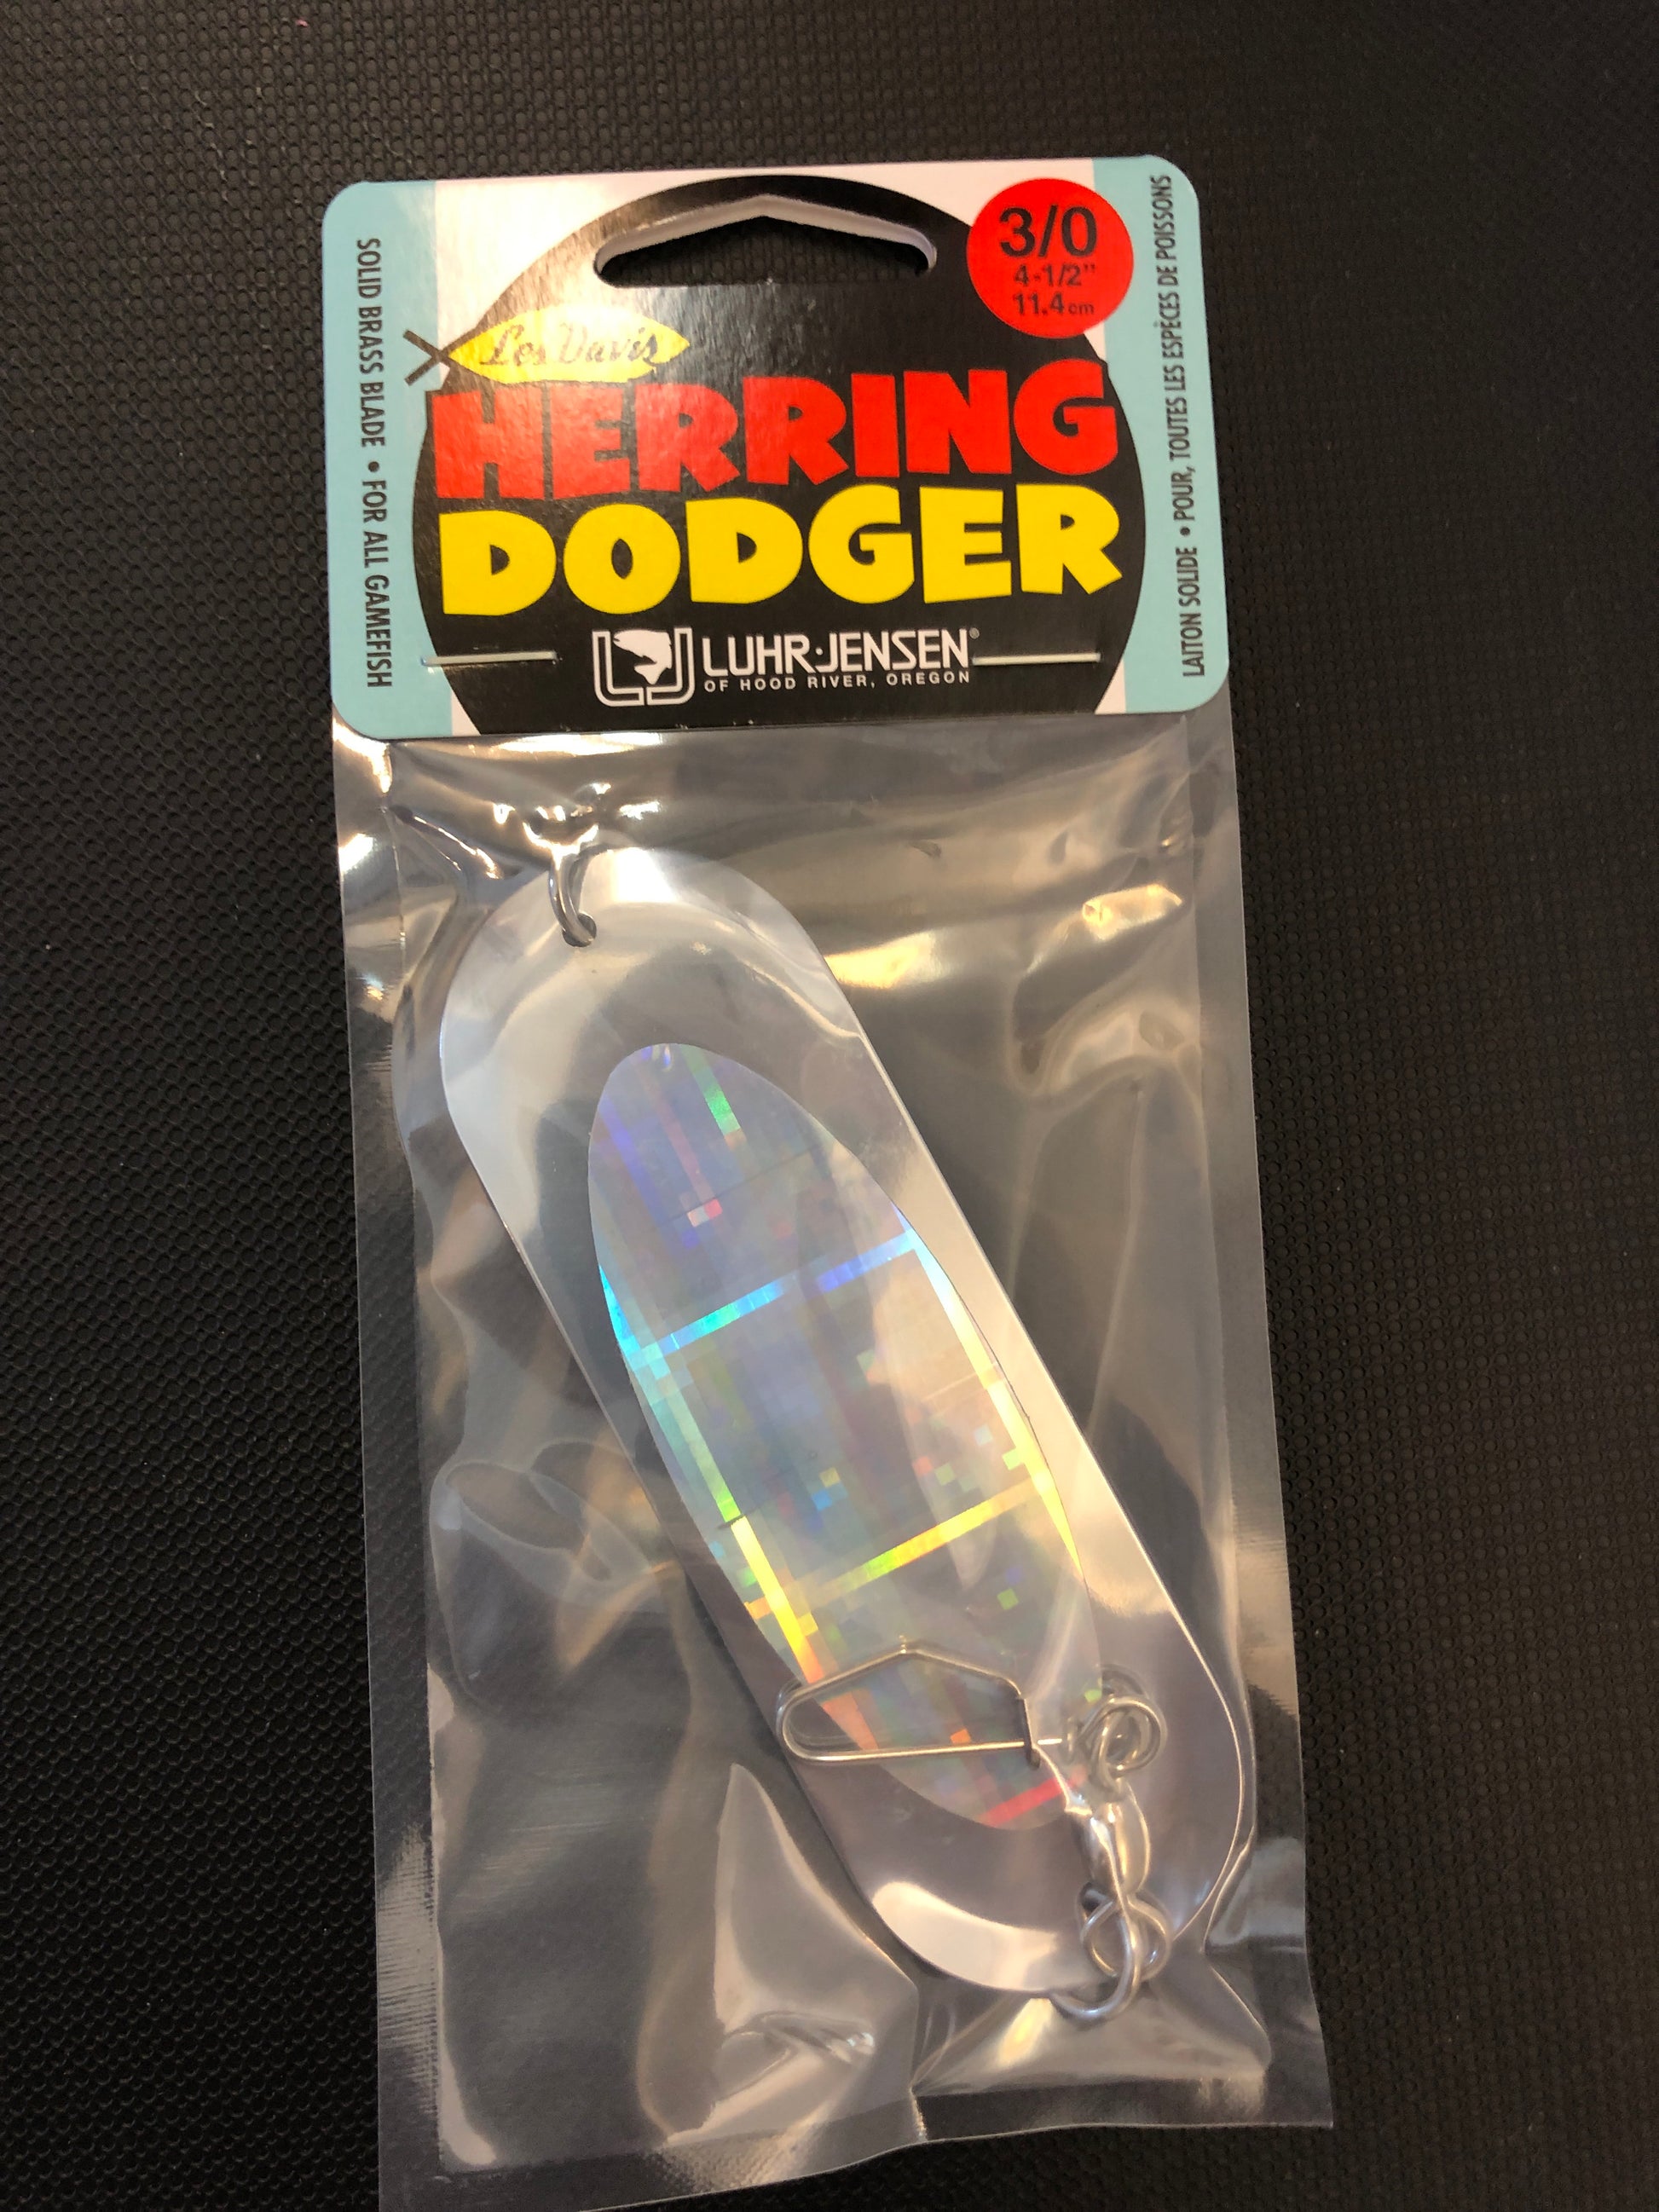 3/0
4-1/2"
11.4cm
Les Davis
HERRING
DODGER
LUHR·JENSEN®
OF HOOD RIVER, OREGON
SOLID BRASS BLADE • FOR ALL GAMEFISH
LAITON SOLIDE • POUR, TOUTES LES ESPÈCES DE POISSONS